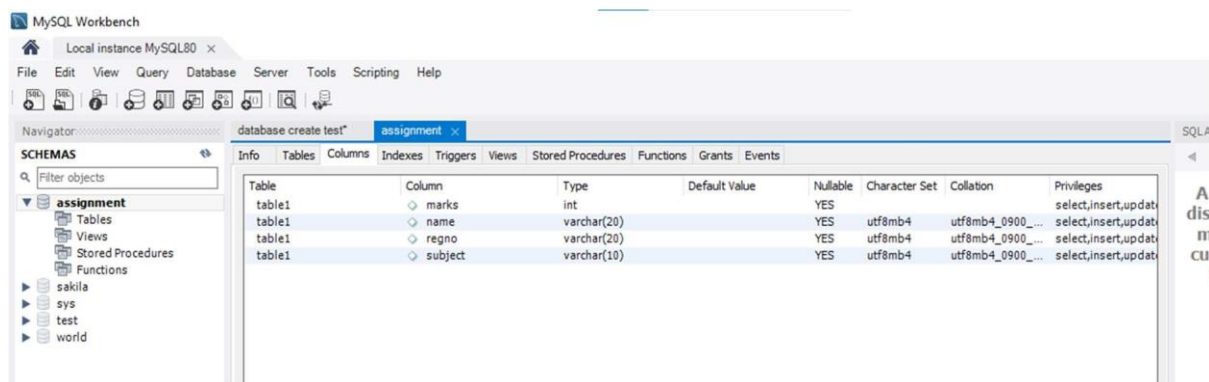 MySQL Workbench
Local instance MySQL80 ×
File Edit View Query Database Server Tools Scripting Help
Navigator
SCHEMAS
Filter objects
assignment
Tables
Views
Stored Procedures
Functions
sakila
sys
test
world
database create test* assignment ×
Info Tables Columns Indexes Triggers Views Stored Procedures Functions Grants Events
Table Column Type Default Value Nullable Character Set Collation Privileges
table1 marks int YES select,insert,updat
table1 name varchar(20) YES utf8mb4 utf8mb4_0900_... select,insert,updat
table1 regno varchar(20) YES utf8mb4 utf8mb4_0900_... select,insert,updat
table1 subject varchar(10) YES utf8mb4 utf8mb4_0900_... select,insert,updat
SQLA
A
dis
m
cu